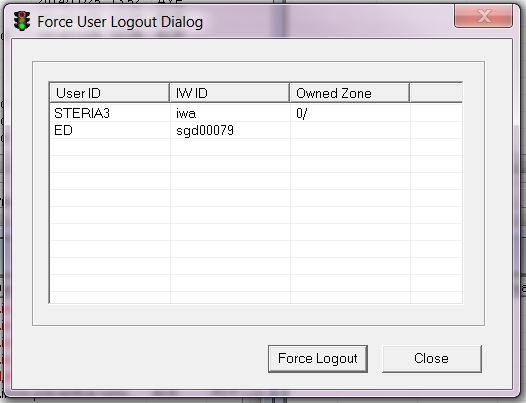 Force User Logout Dialog
User ID IW ID Owned Zone
STERIA3 iwa 0/
ED sgd00079
Force Logout Close